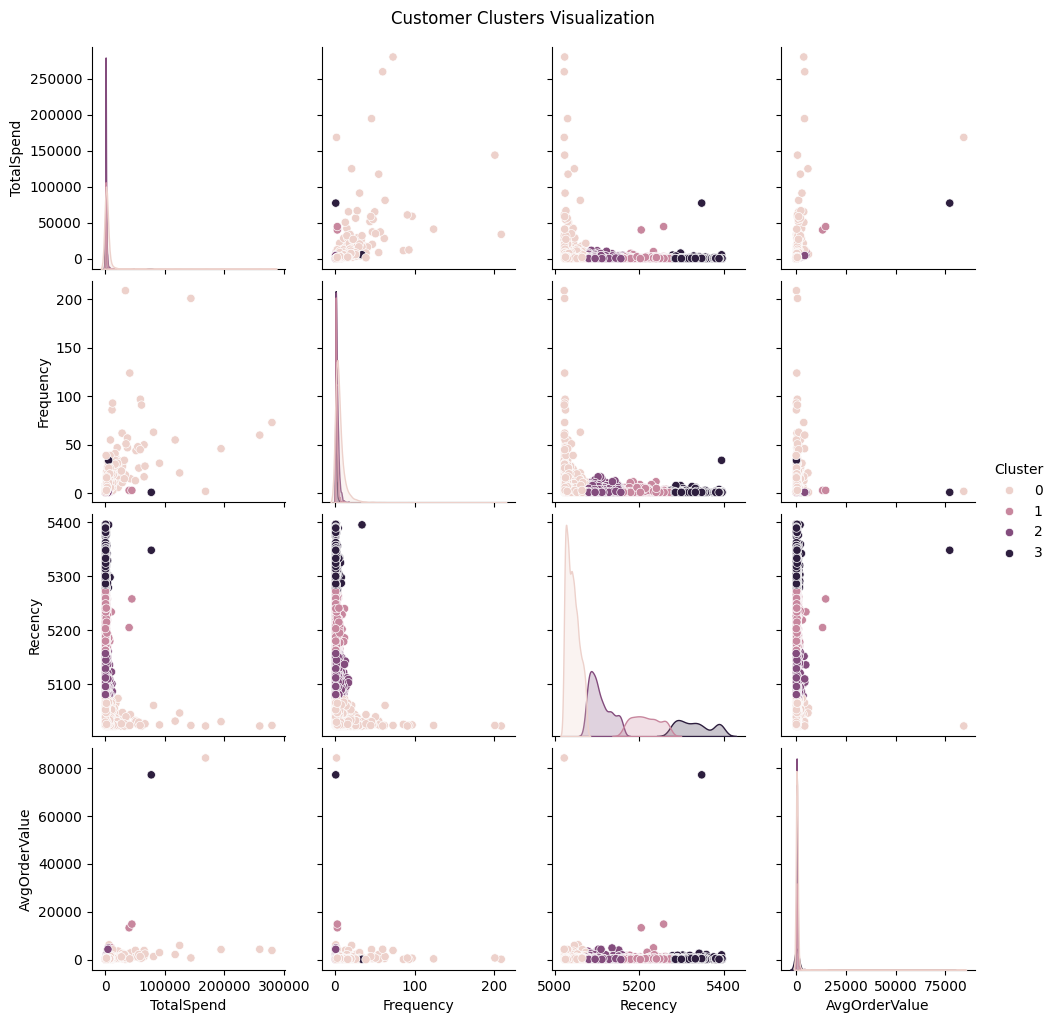 Customer Clusters Visualization
TotalSpend
250000
200000
150000
100000
50000
0
Frequency
200
150
100
50
0
Recency
5400
5300
5200
5100
AvgOrderValue
80000
60000
40000
20000
0
0 100000 200000 300000
TotalSpend
0 100 200
Frequency
5000 5200 5400
Recency
0 25000 50000 75000
AvgOrderValue
Cluster
0
1
2
3